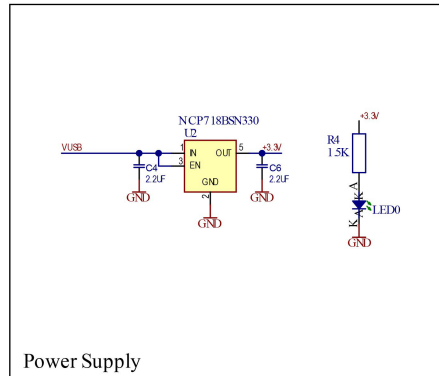 NCP718BSN330
U2
VUSB
1
IN
OUT
5
+3.3V
3
EN
C4
2.2UF
GND
2
C6
2.2UF
GND
GND
GND
+3.3V
R4
1.5K
A
K
LED0
GND
Power Supply